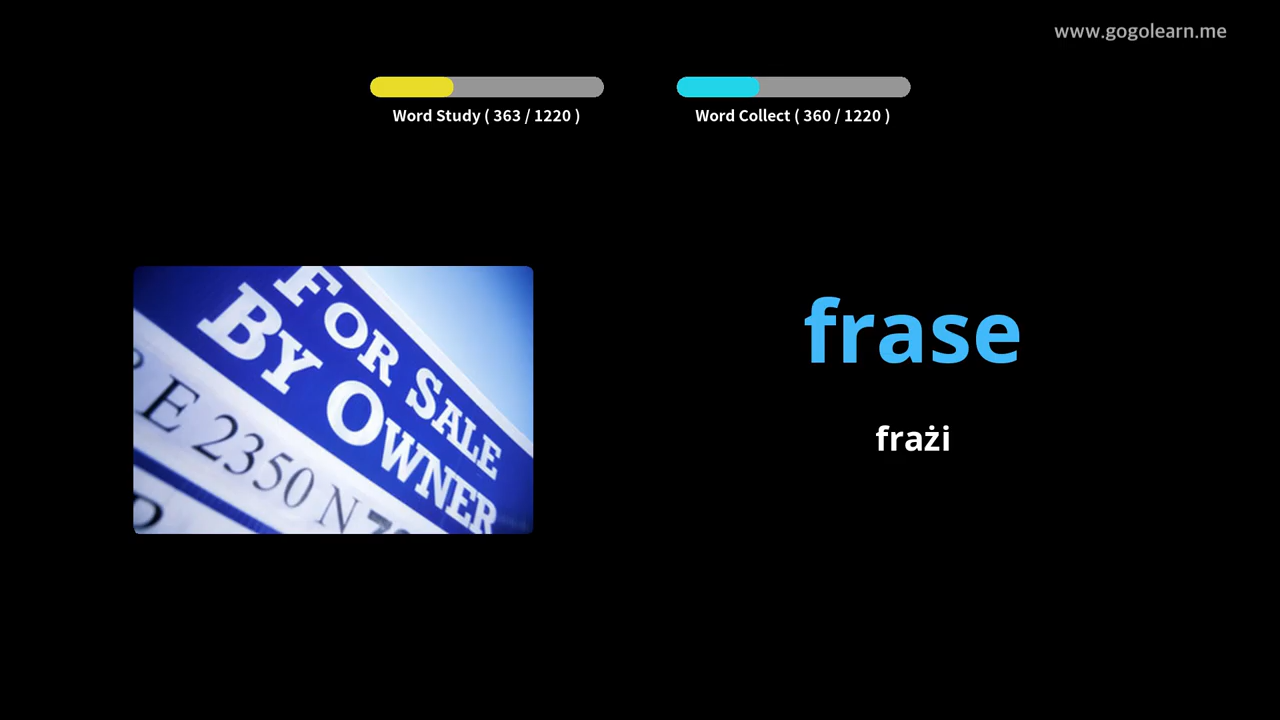 www.gogolearn.me
Word Study ( 363 / 1220 )
Word Collect ( 360 / 1220 )
FOR SALE
BY OWNER
E 2350 N
frase
frażi